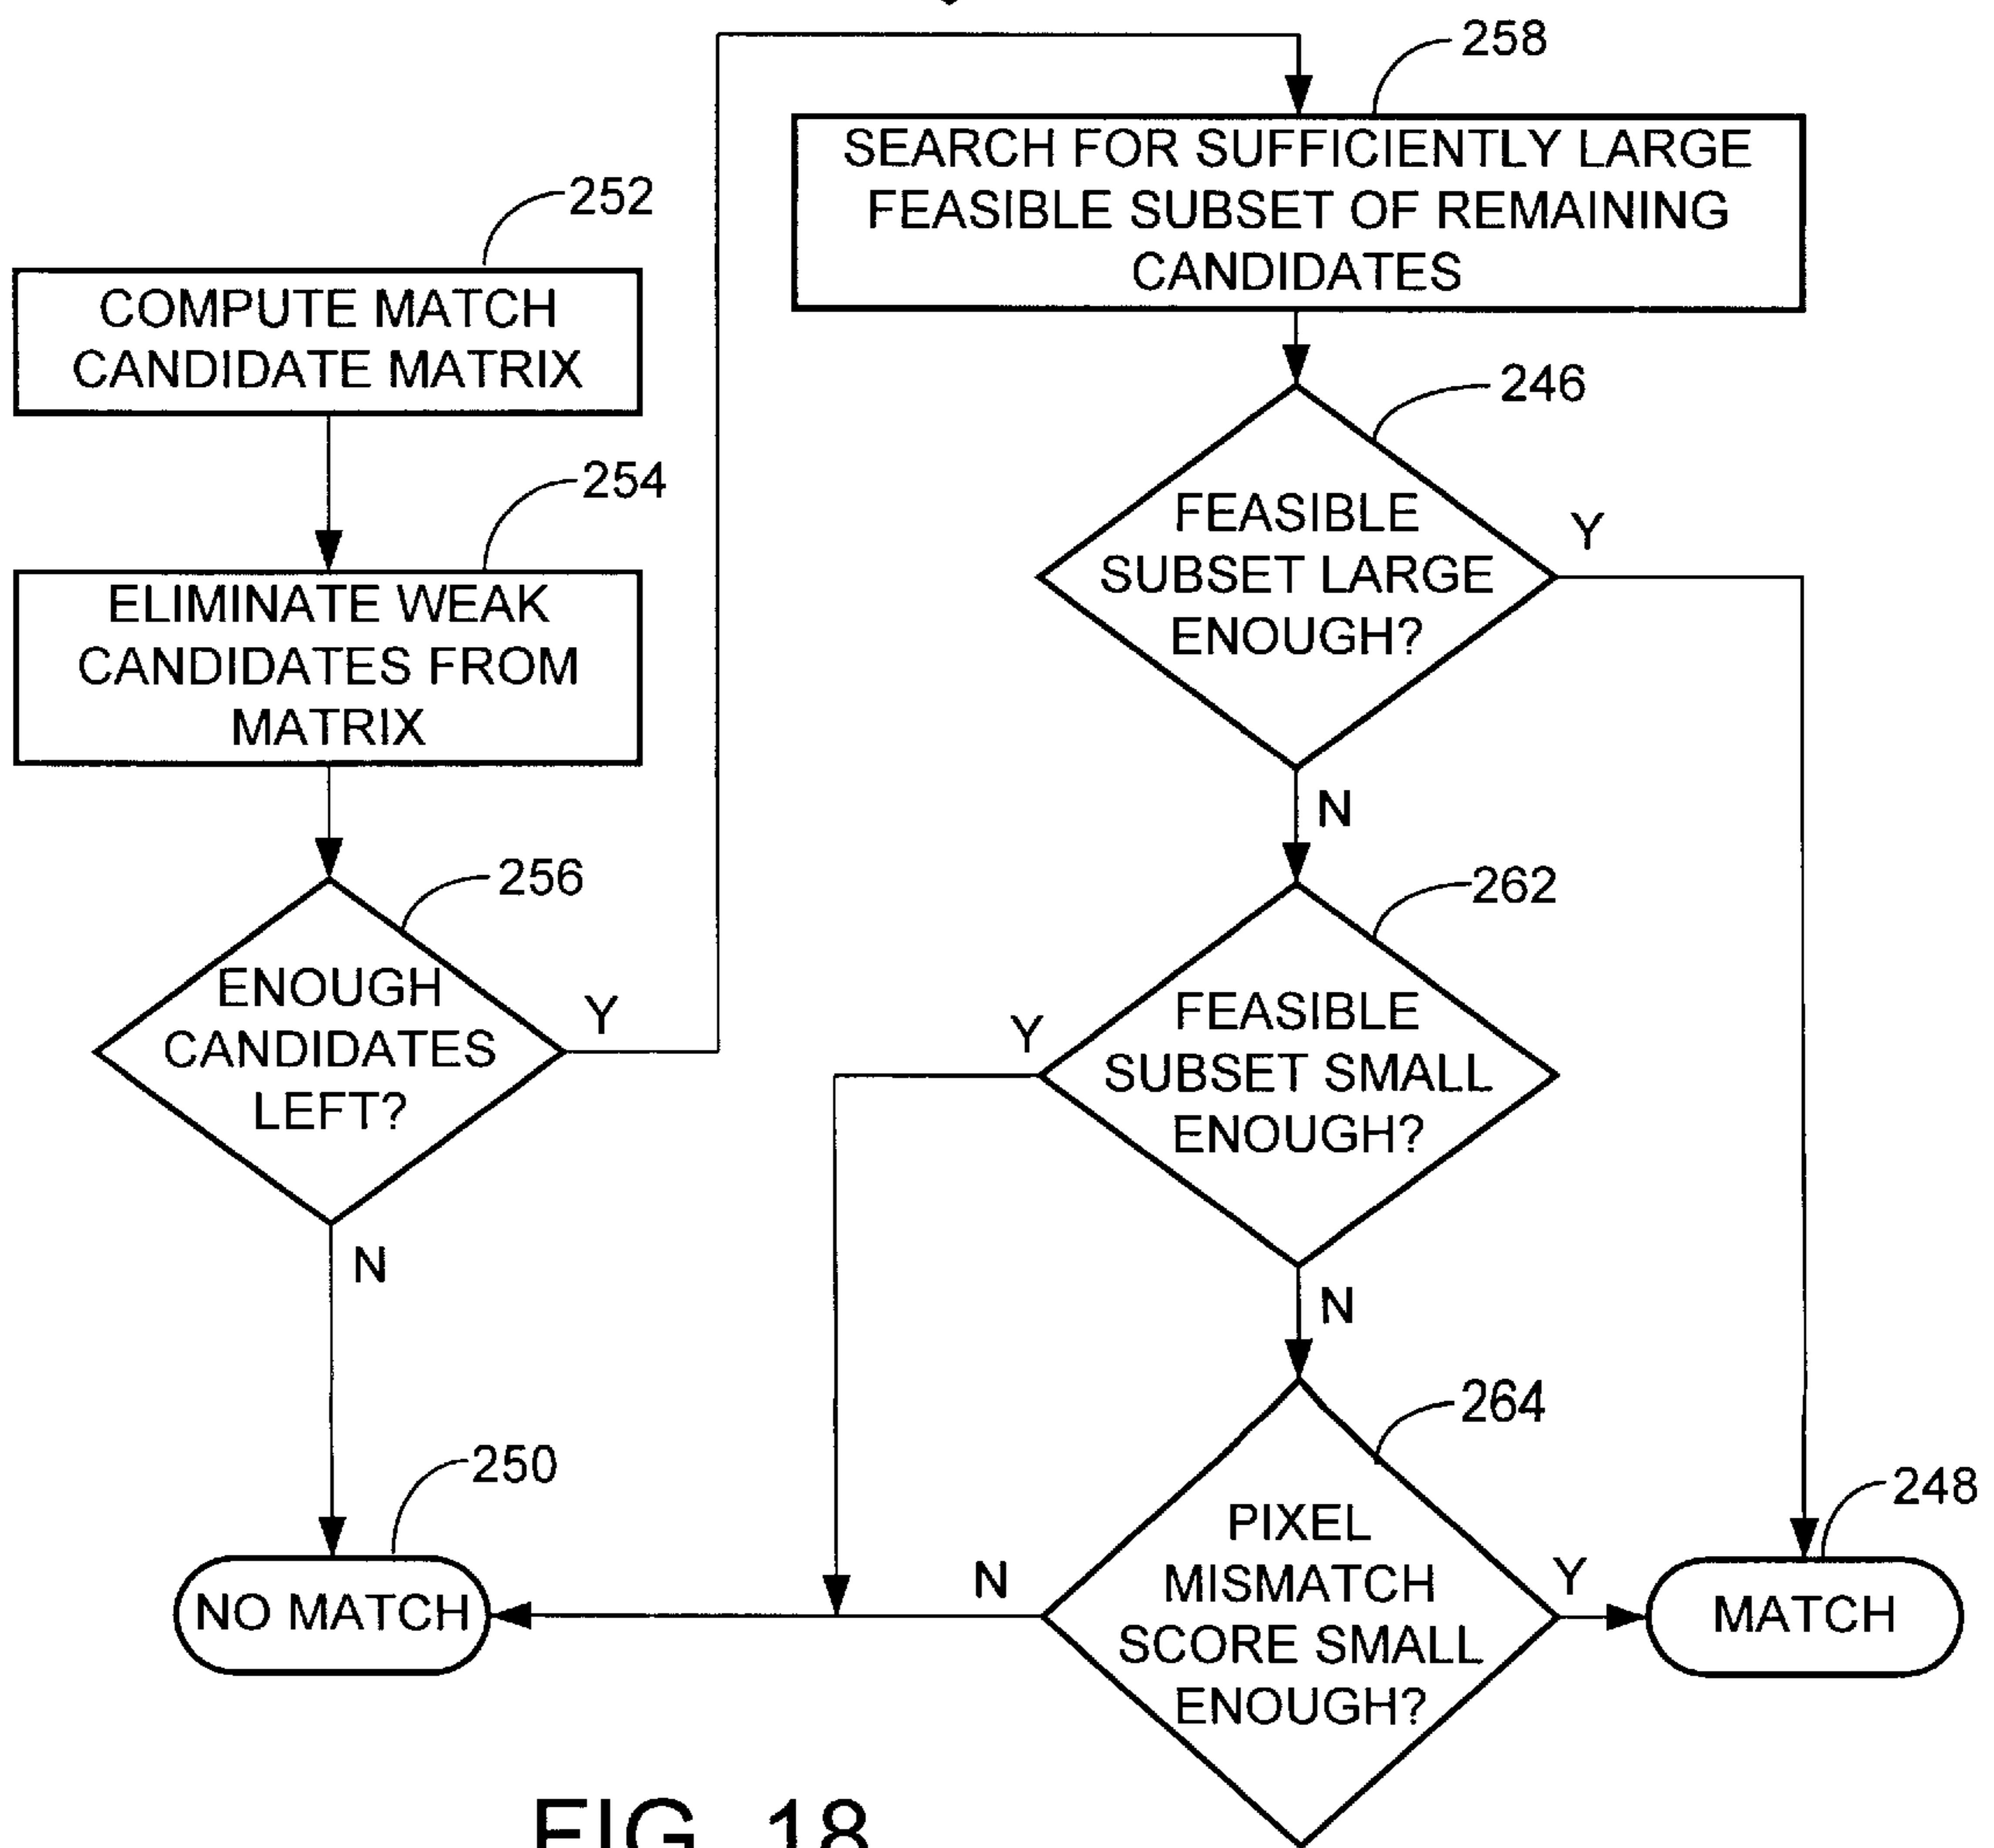 252
COMPUTE MATCH
CANDIDATE MATRIX
254
ELIMINATE WEAK
CANDIDATES FROM
MATRIX
256
ENOUGH
CANDIDATES
LEFT?
Y
N
250
NO MATCH
258
SEARCH FOR SUFFICIENTLY LARGE
FEASIBLE SUBSET OF REMAINING
CANDIDATES
246
FEASIBLE
SUBSET LARGE
ENOUGH?
Y
N
262
FEASIBLE
SUBSET SMALL
ENOUGH?
Y
N
264
PIXEL
MISMATCH
SCORE SMALL
ENOUGH?
N
Y
248
MATCH
FIG. 18